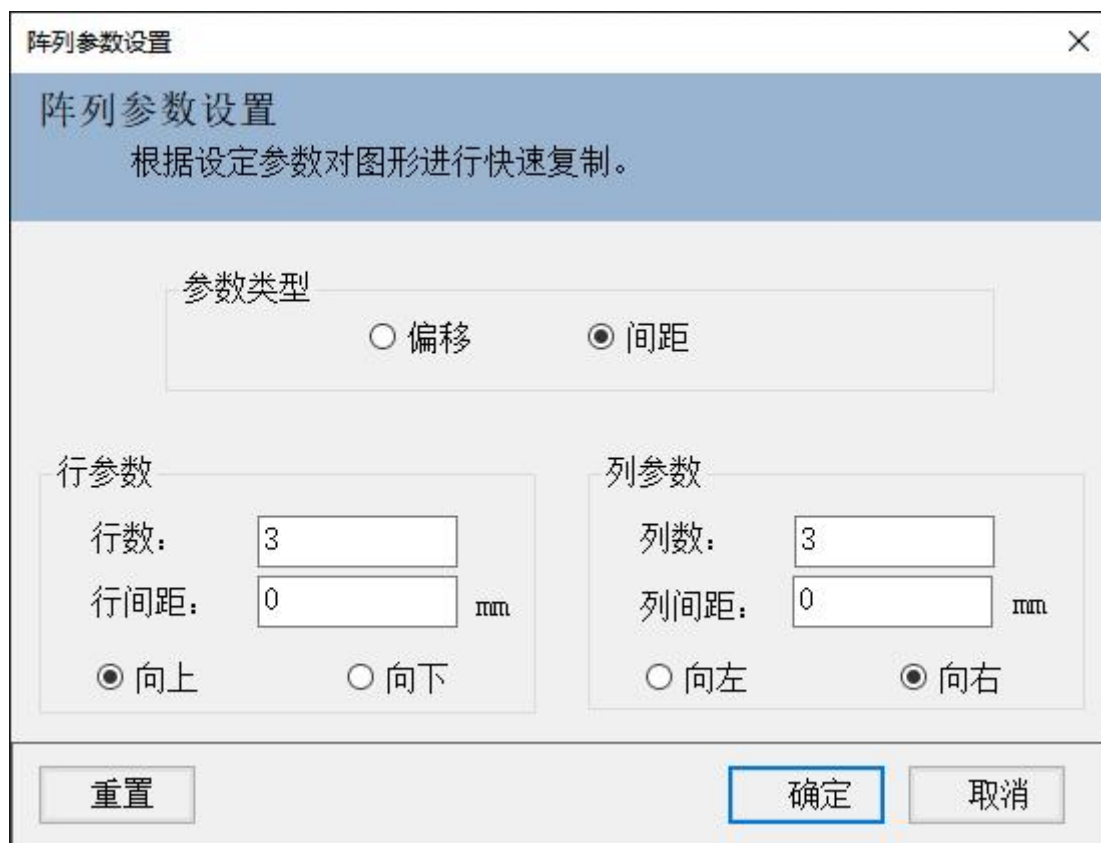 阵列参数设置
阵列参数设置
根据设定参数对图形进行快速复制。
参数类型
偏移 间距
行参数
行数： 3
行间距： 0 mm
向上 向下
列参数
列数： 3
列间距： 0 mm
向左 向右
重置 确定 取消